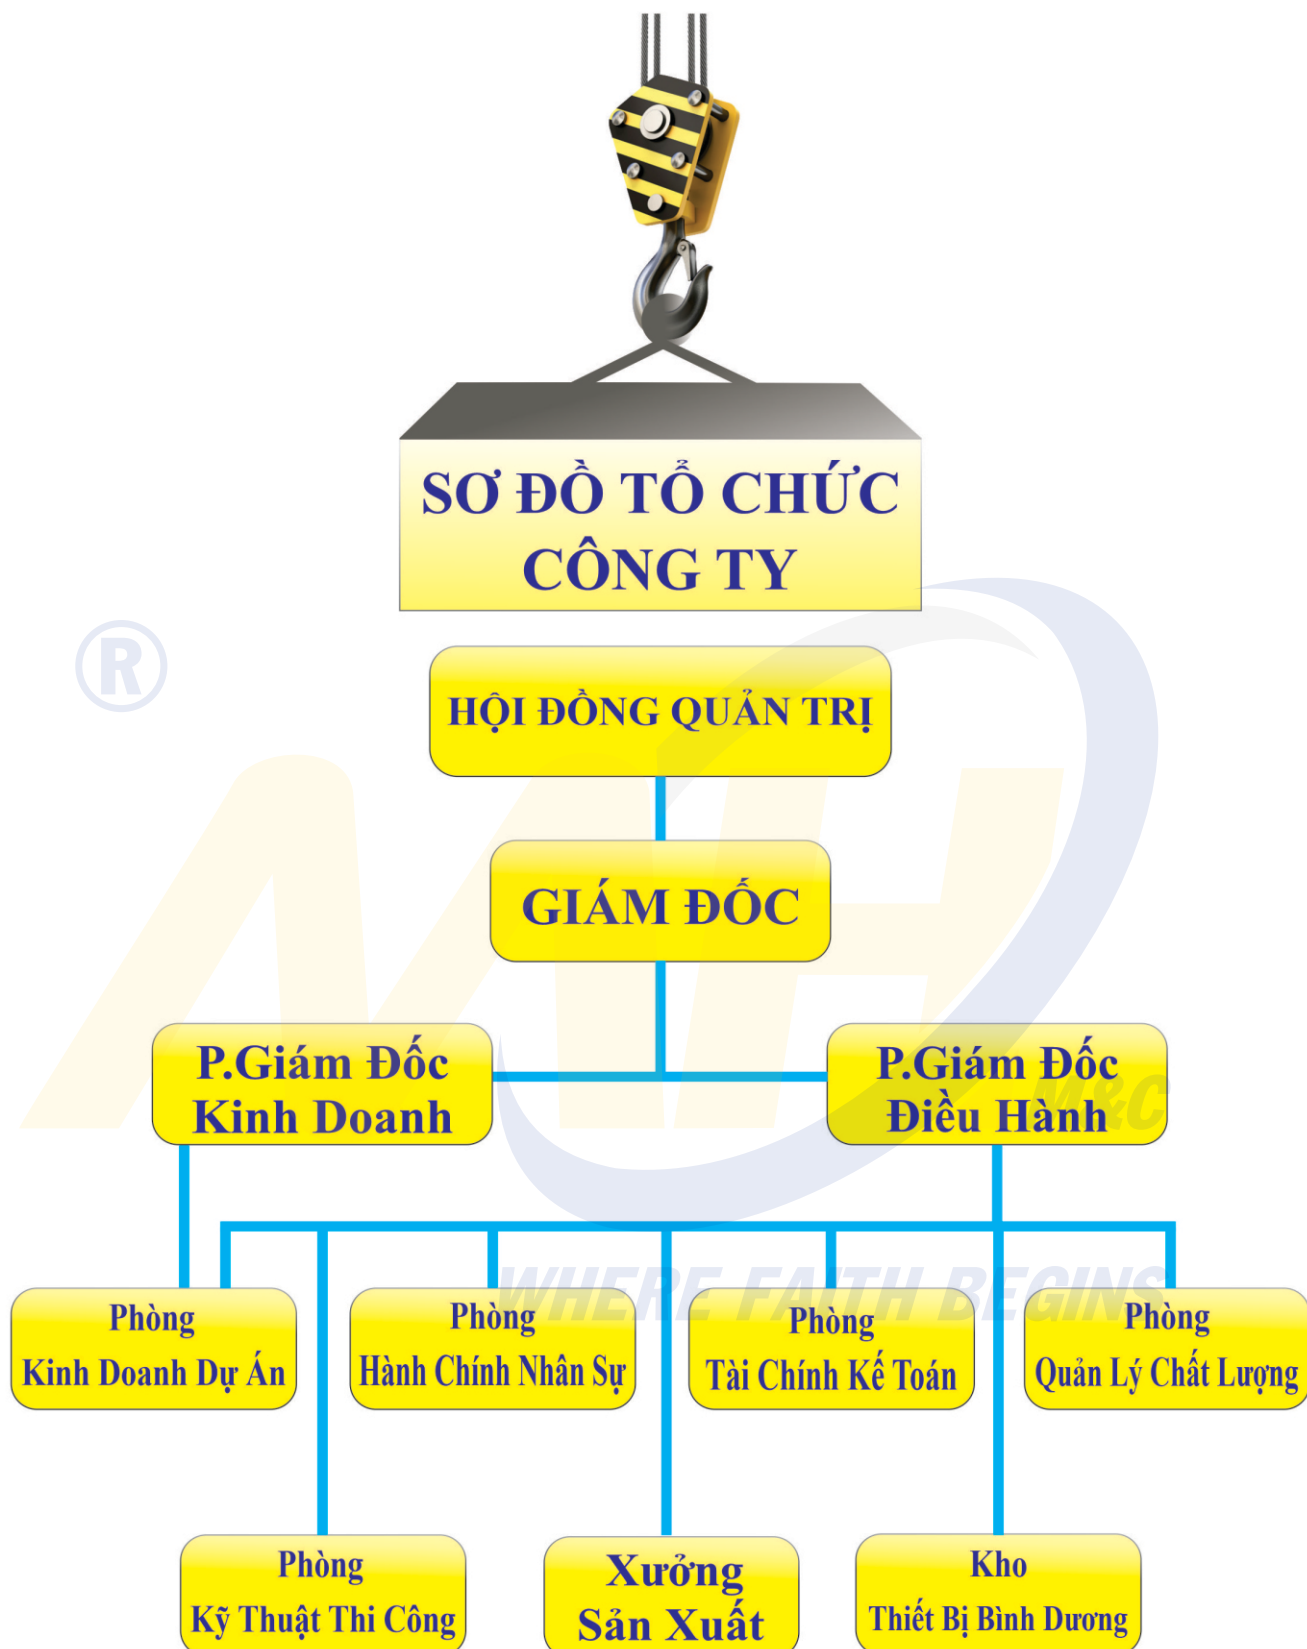 SƠ ĐỒ TỔ CHỨC
CÔNG TY
®
HỘI ĐỒNG QUẢN TRỊ
MH
GIÁM ĐỐC
P.Giám Đốc
Kinh Doanh
P.Giám Đốc
Điều Hành
M&C
WHERE FAITH BEGINS
Phòng
Kinh Doanh Dự Án
Phòng
Hành Chính Nhân Sự
Phòng
Tài Chính Kế Toán
Phòng
Quản Lý Chất Lượng
Phòng
Kỹ Thuật Thi Công
Xưởng
Sản Xuất
Kho
Thiết Bị Bình Dương